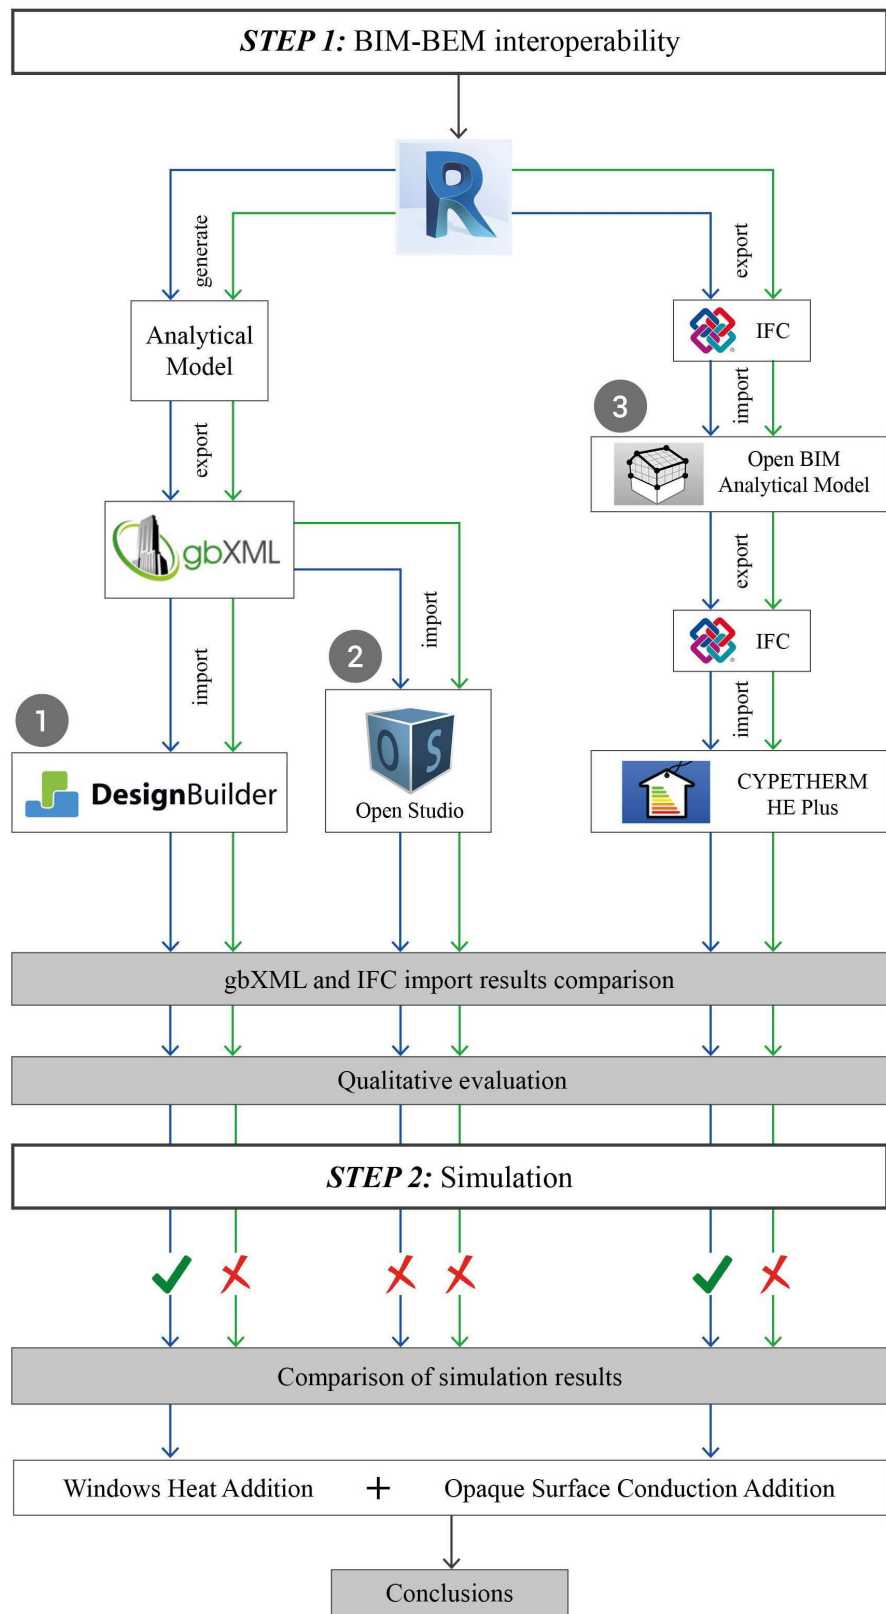 STEP 1: BIM-BEM interoperability
R
generate
export
Analytical
Model
IFC
export
import
3
Open BIM
Analytical Model
gbXML
export
import
2
IFC
import
1
import
DesignBuilder
OS
Open Studio
CYPETHERM
HE Plus
gbXML and IFC import results comparison
Qualitative evaluation
STEP 2: Simulation
Comparison of simulation results
Windows Heat Addition + Opaque Surface Conduction Addition
Conclusions